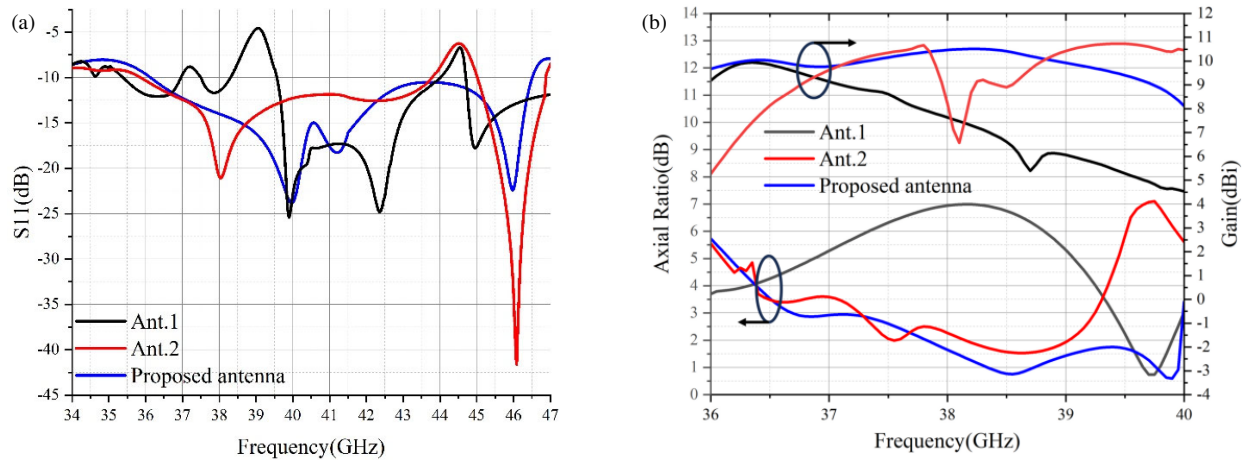 (a)
-5
-10
-15
-20
-25
-30
-35
-40
-45
S11(dB)
Ant.1
Ant.2
Proposed antenna
34 35 36 37 38 39 40 41 42 43 44 45 46 47
Frequency(GHz)
(b)
14
13
12
11
10
9
8
7
6
5
4
3
2
1
0
Axial Ratio(dB)
12
11
10
9
8
7
6
5
4
3
2
1
0
-1
-2
-3
-4
Gain(dBi)
Ant.1
Ant.2
Proposed antenna
36 37 38 39 40
Frequency(GHz)